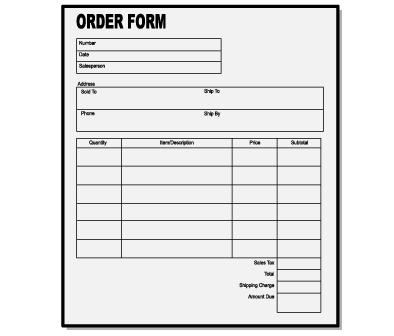 ORDER FORM
Number
Date
Salesperson
Address
Sold To Ship To
Phone Ship By
Quantity Item/Description Price Subtotal
Sales Tax
Total
Shipping Charge
Amount Due